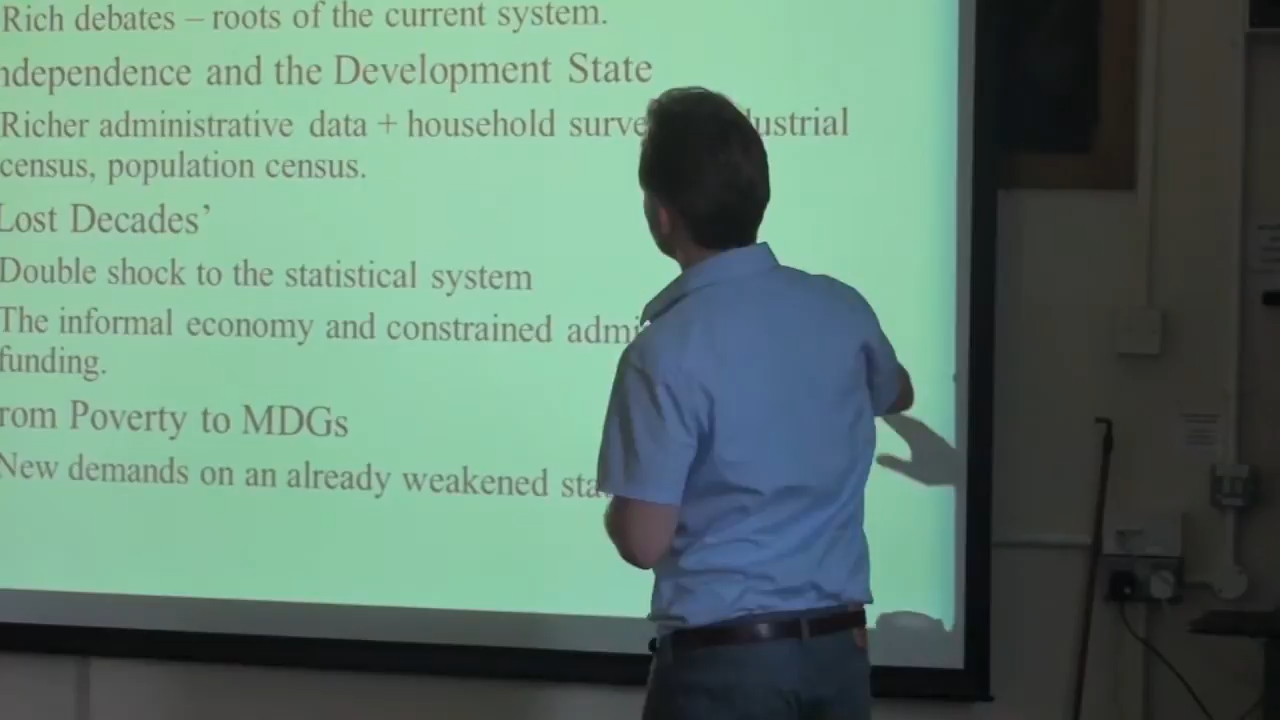 Rich debates – roots of the current system.
ndependence and the Development State
Richer administrative data + household surve ustrial
census, population census.
Lost Decades’
Double shock to the statistical system
The informal economy and constrained admi
funding.
rom Poverty to MDGs
New demands on an already weakened sta